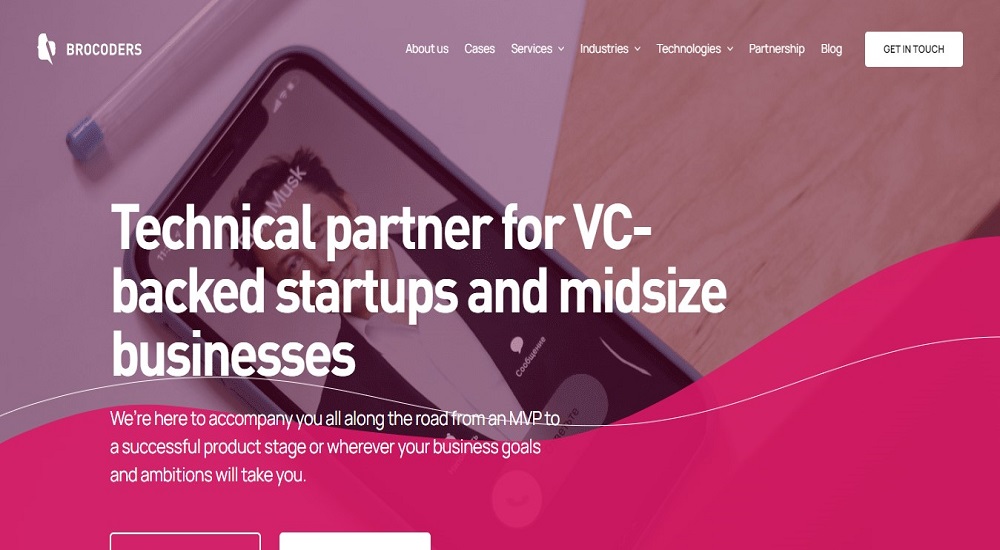 BROCODERS
About us Cases Services Industries Technologies Partnership Blog GET IN TOUCH
Musk
Technical partner for VC-
backed startups and midsize
businesses
Сообщение
We're here to accompany you all along the road from an MVP to
a successful product stage or wherever your business goals
and ambitions will take you.